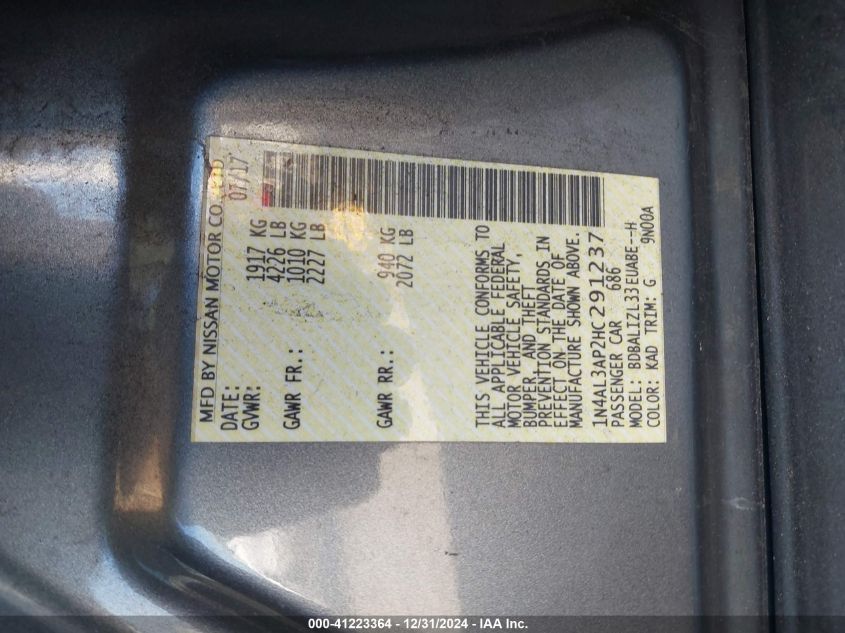 MFD BY NISSAN MOTOR CO., LTD
DATE: 07/17
GVWR: 1917 KG
4226 LB
GAWR FR.: 1010 KG
2227 LB
GAWR RR.: 940 KG
2072 LB
THIS VEHICLE CONFORMS TO
ALL APPLICABLE FEDERAL
MOTOR VEHICLE SAFETY,
BUMPER, AND THEFT
PREVENTION STANDARDS IN
EFFECT ON THE DATE OF
MANUFACTURE SHOWN ABOVE.
1N4AL3AP2HC291237
PASSENGER CAR 686
MODEL: BDBALIZL33EUABE--H
COLOR: KAD TRIM: G 9N00A
000-41223364 - 12/31/2024 - IAA Inc.